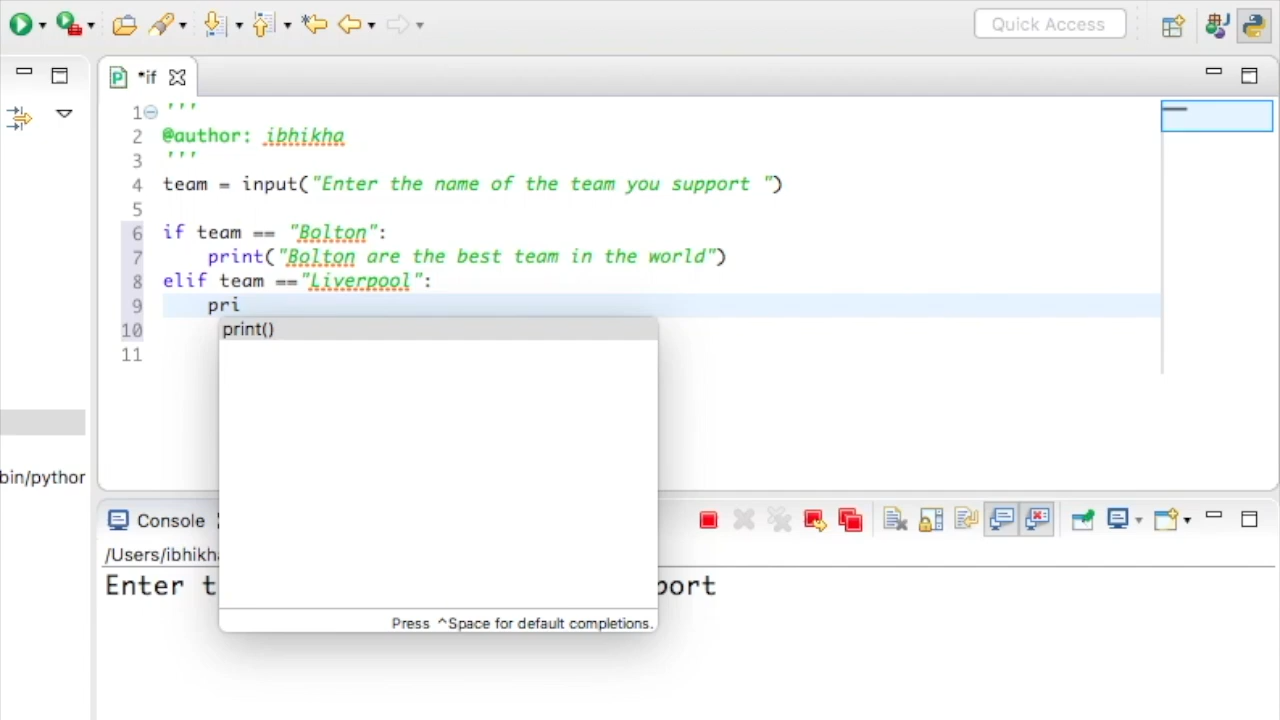 Quick Access
*if
1 '''
2 @author: ibhikha
3 '''
4 team = input("Enter the name of the team you support ")
5
6 if team == "Bolton":
7 print("Bolton are the best team in the world")
8 elif team =="Liverpool":
9 pri
10
11
print()
Press ^Space for default completions.
bin/python
Console
/Users/ibhikha
Enter t port